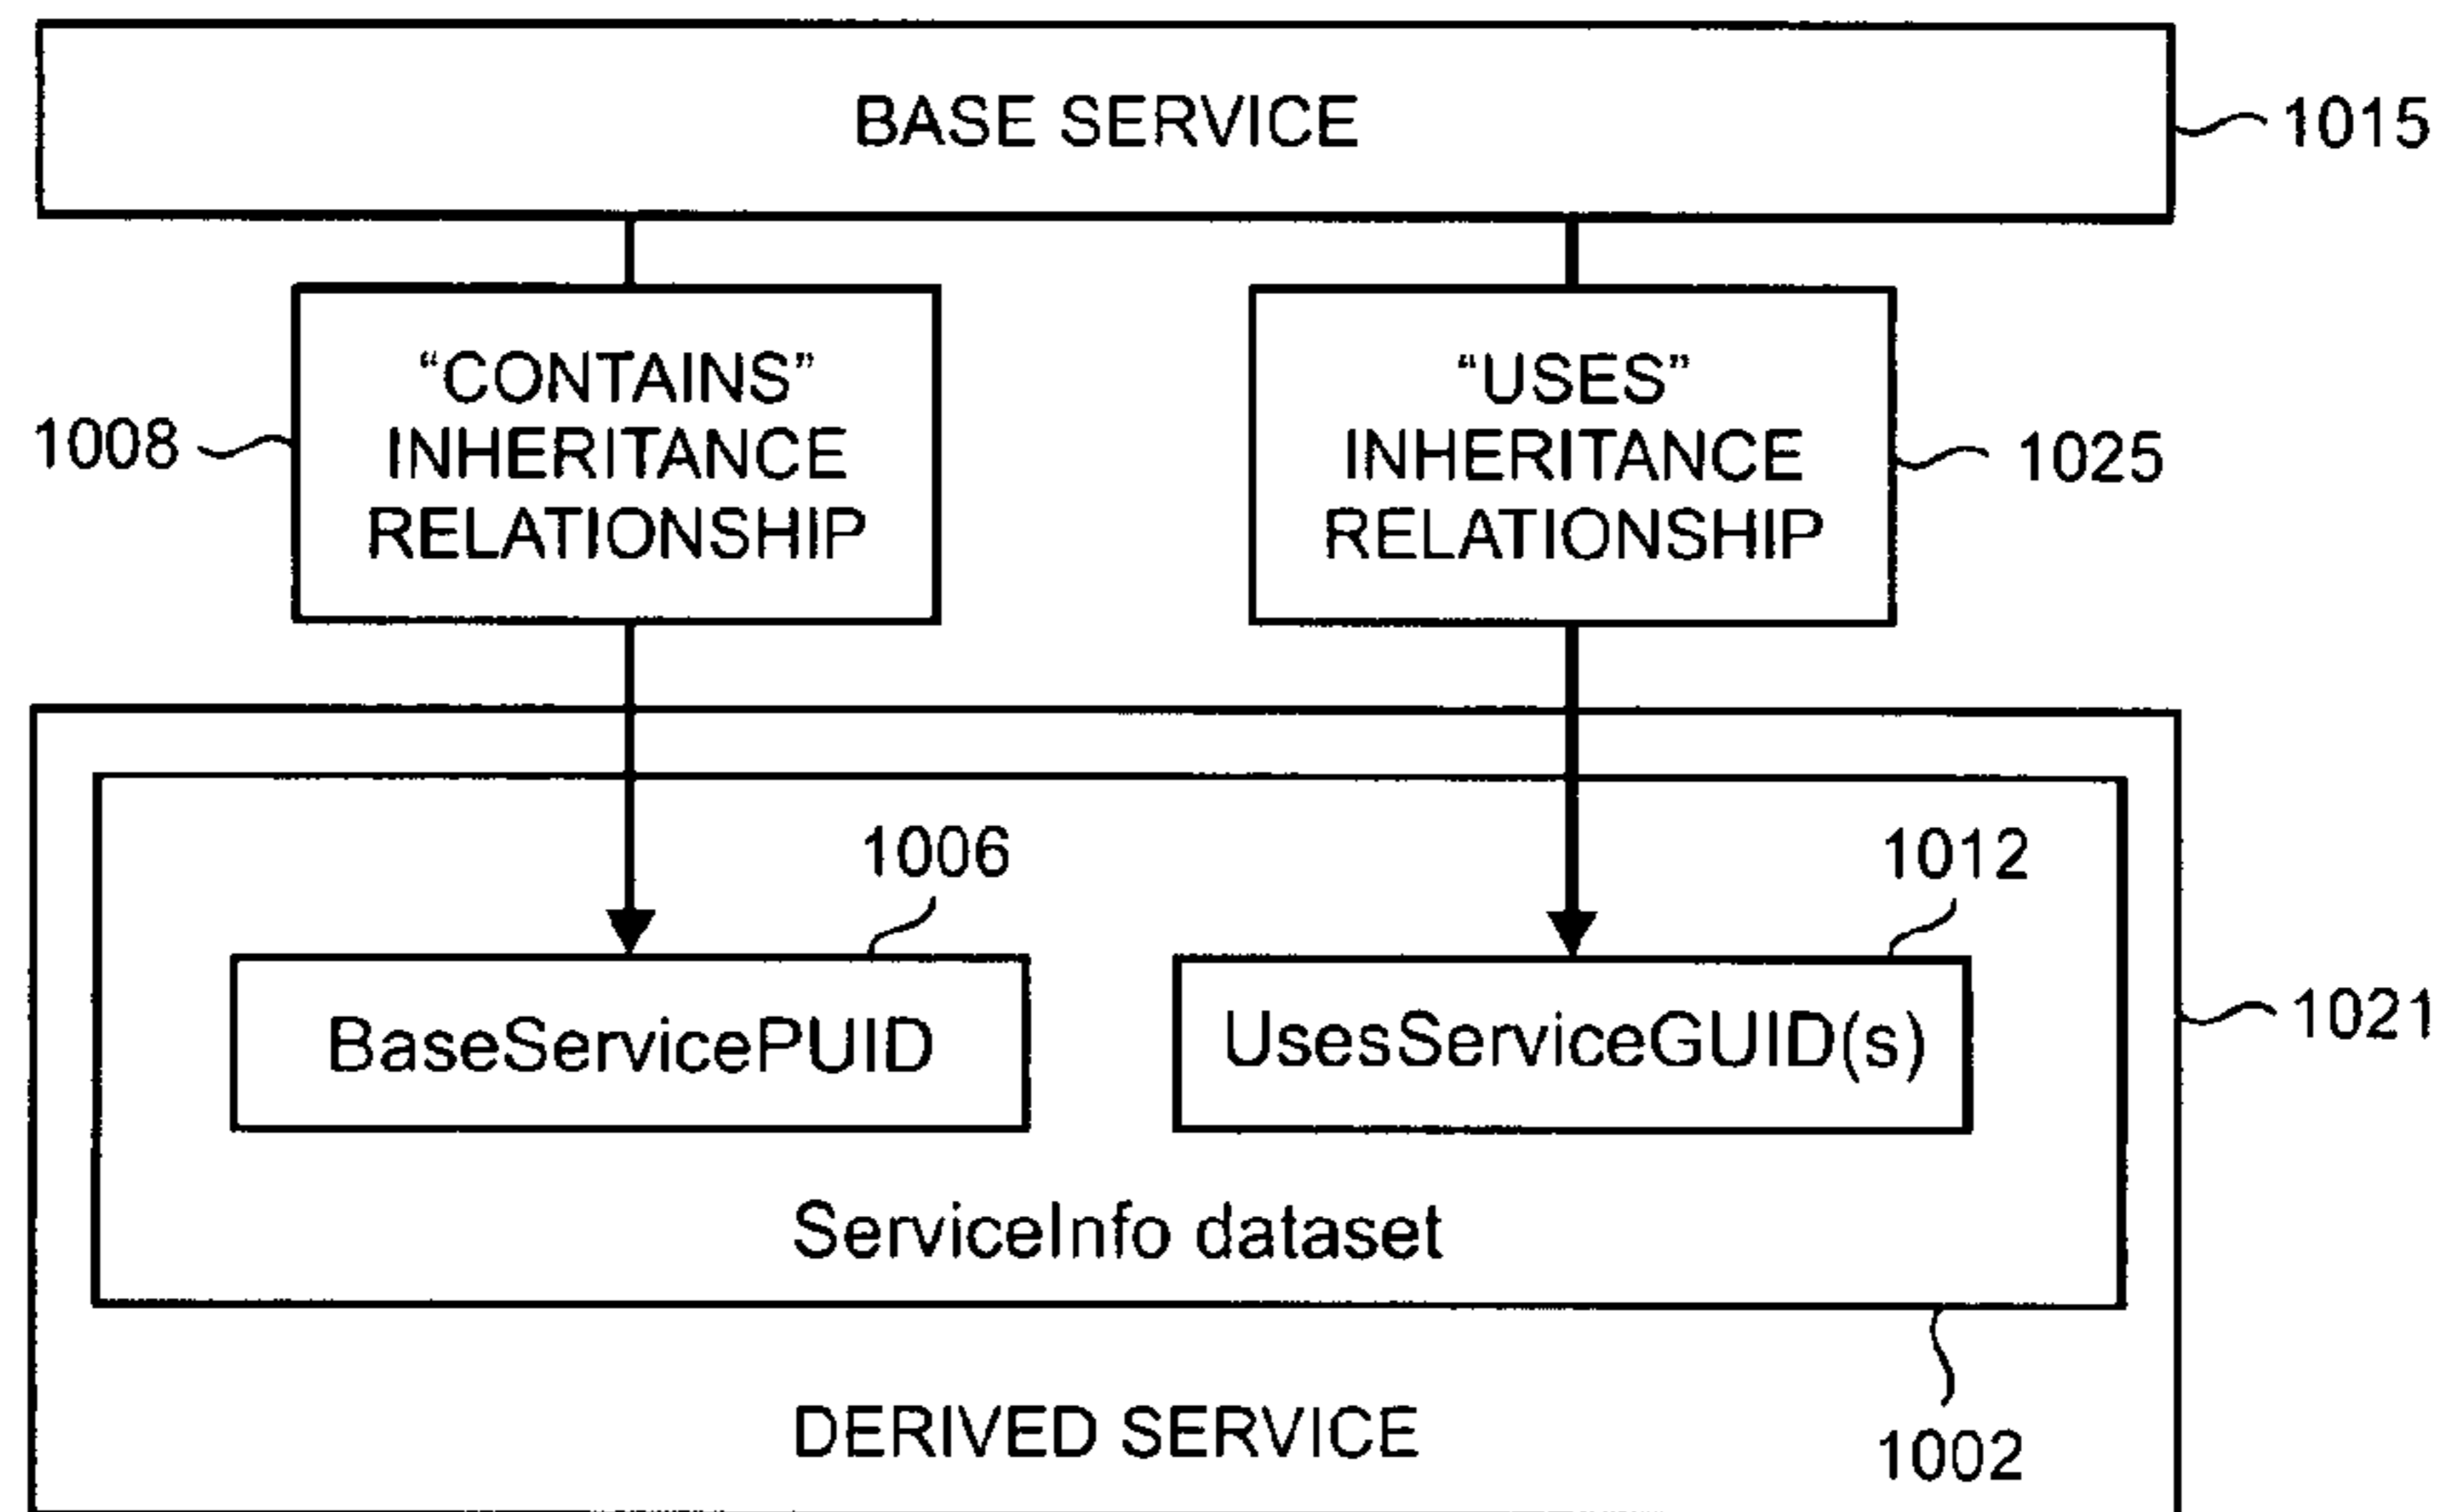 BASE SERVICE
1015
“CONTAINS”
INHERITANCE
RELATIONSHIP
1008
“USES”
INHERITANCE
RELATIONSHIP
1025
1006
1012
BaseServicePUID
UsesServiceGUID(s)
1021
ServiceInfo dataset
DERIVED SERVICE
1002